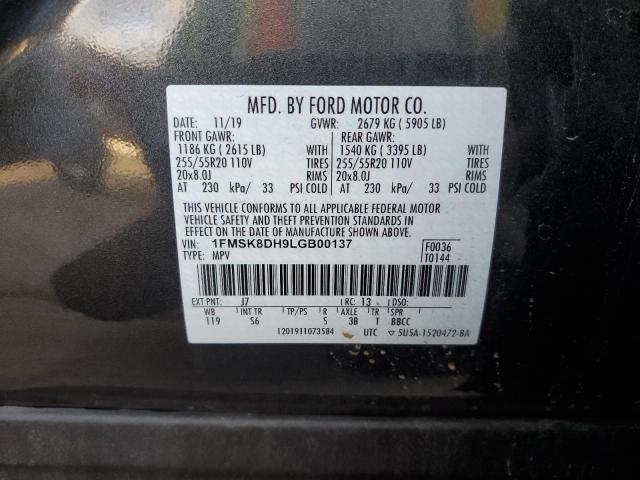 MFD. BY FORD MOTOR CO.
DATE: 11/19 GVWR: 2679 KG ( 5905 LB)
FRONT GAWR: REAR GAWR:
1186 KG ( 2615 LB) WITH 1540 KG ( 3395 LB) WITH
255/55R20 110V TIRES 255/55R20 110V TIRES
20x8.0J RIMS 20x8.0J RIMS
AT 230 kPa/ 33 PSI COLD AT 230 kPa/ 33 PSI COLD
THIS VEHICLE CONFORMS TO ALL APPLICABLE FEDERAL MOTOR
VEHICLE SAFETY AND THEFT PREVENTION STANDARDS IN
EFFECT ON THE DATE OF MANUFACTURE SHOWN ABOVE.
VIN: 1FMSK8DH9LGB00137 F0036
TYPE: MPV T0144
EXT PNT: J7 RC: 13 DSO:
WB INT TR TP/PS R AXLE TR SPR
119 S6 S 3B T BBCC
1201911073584 UTC ▽ 5U5A-1520472-BA